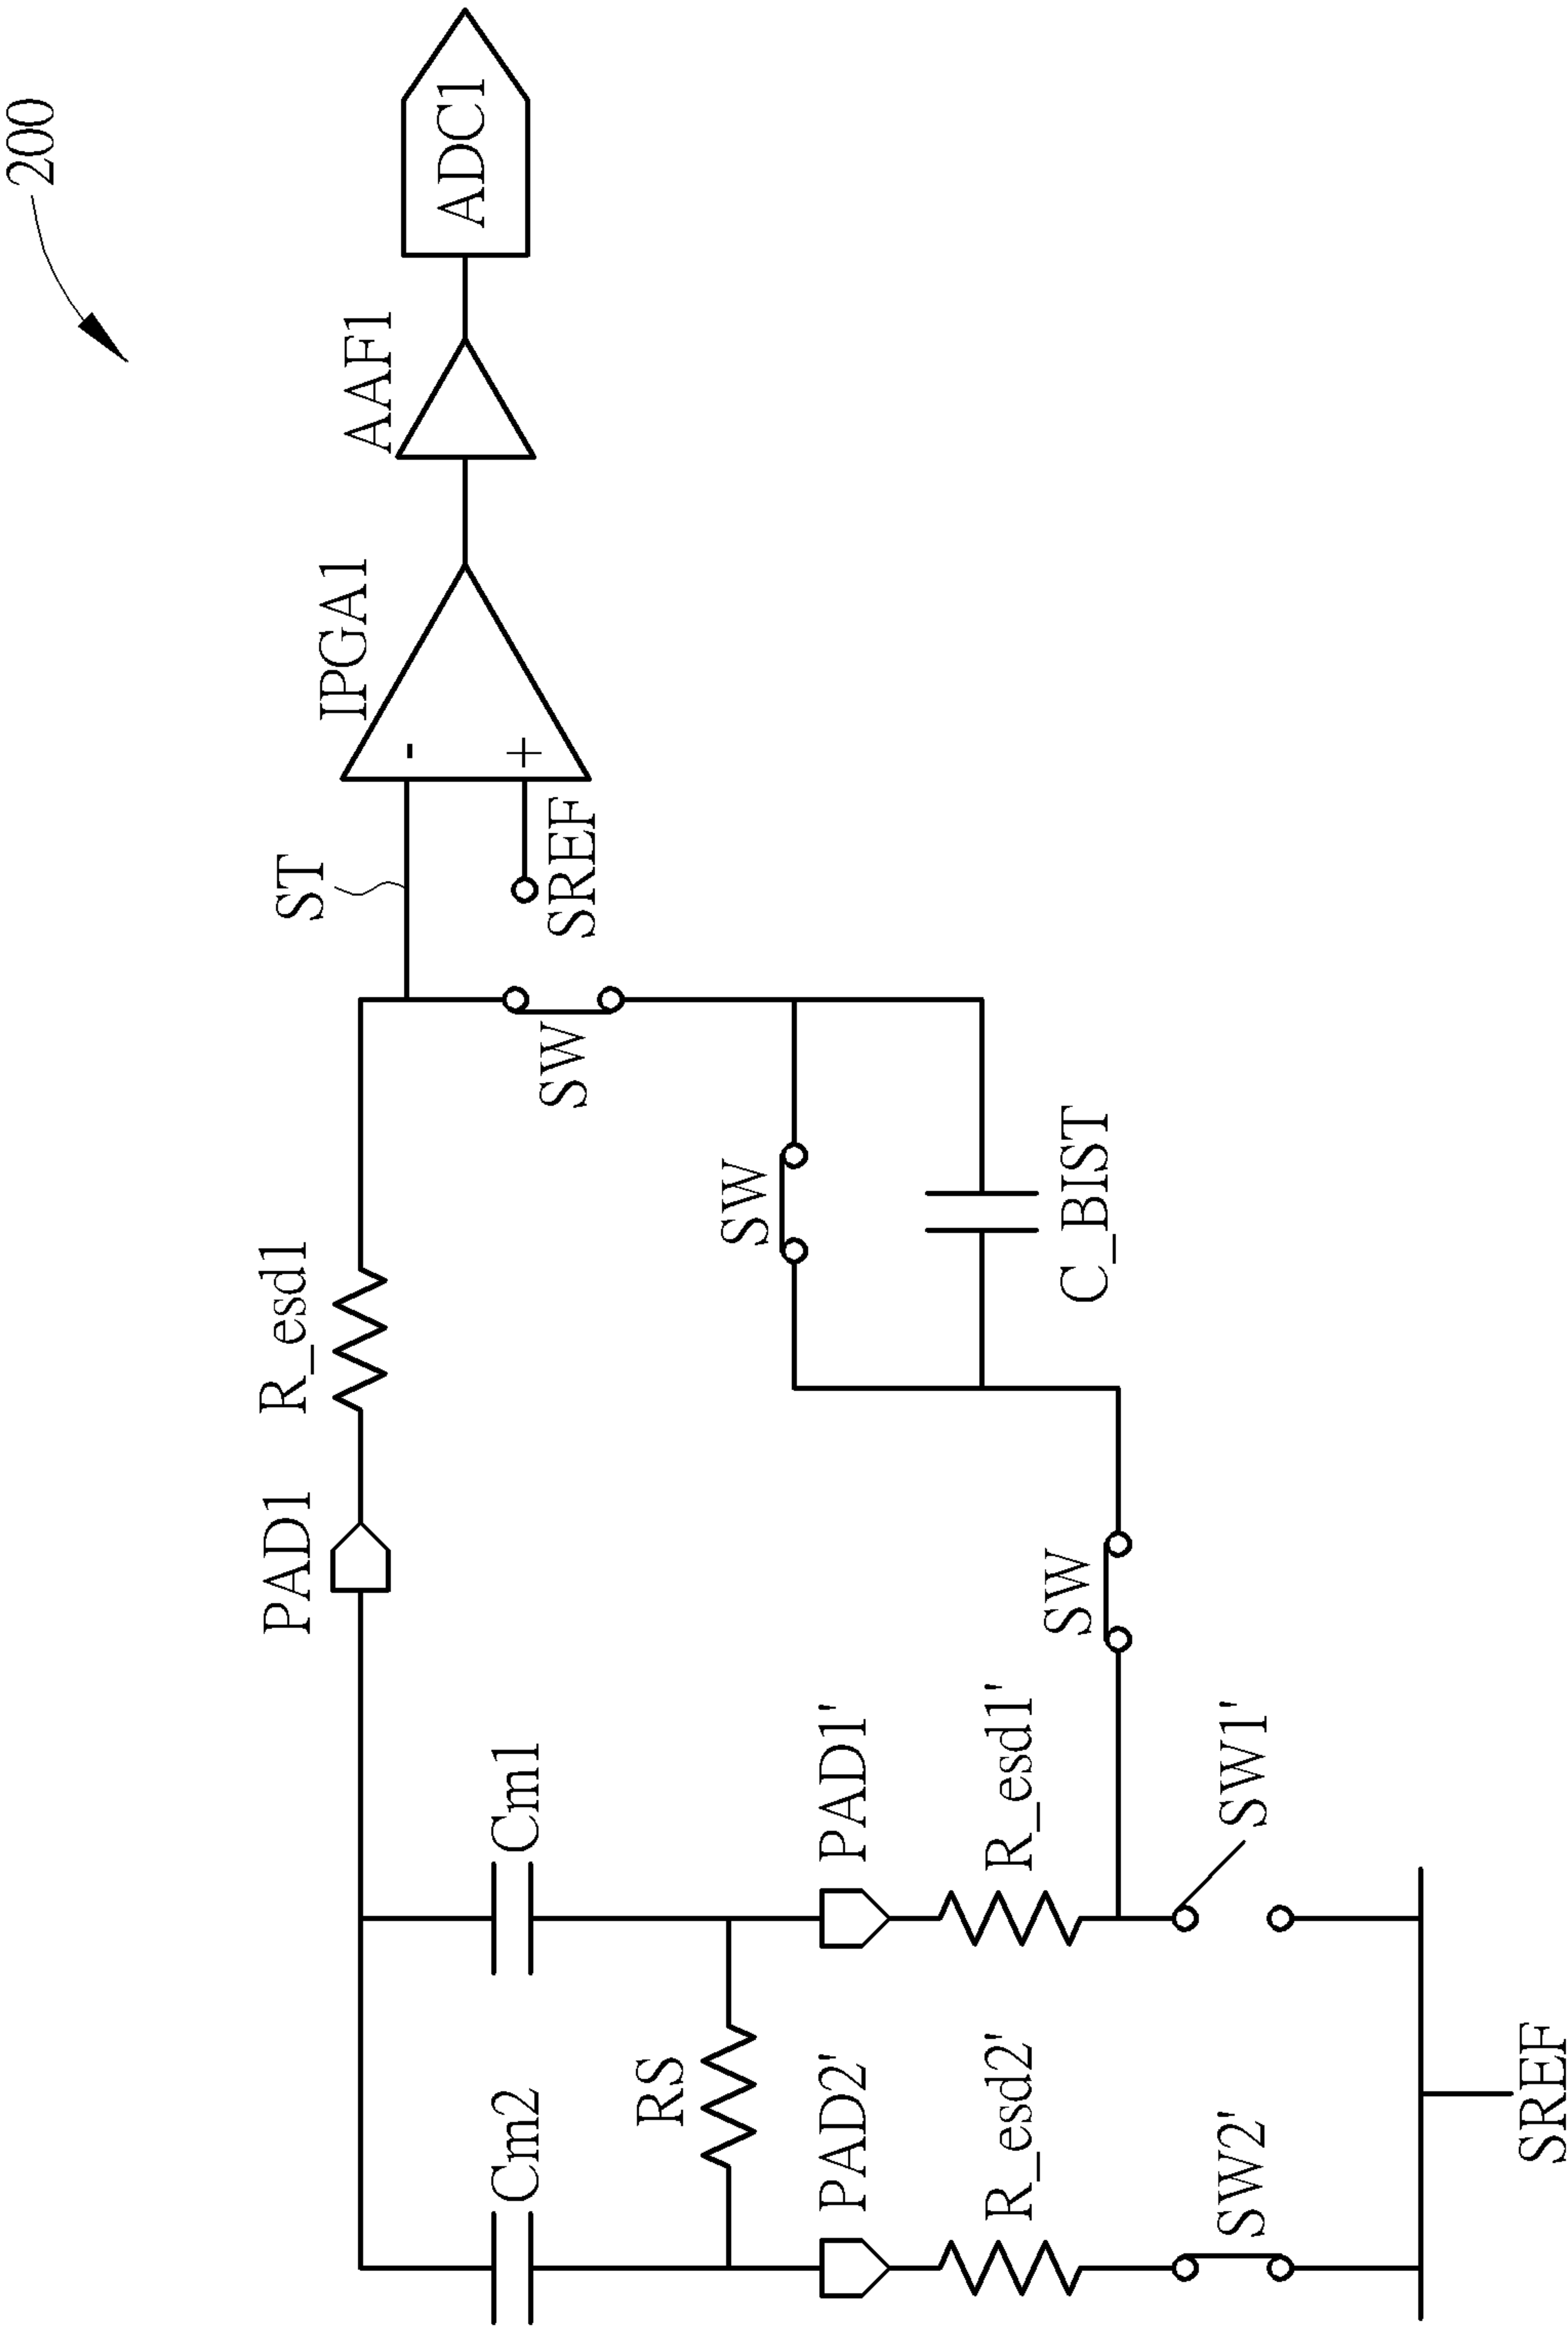 200
ADC1
AAF1
IPGA1
-
+
ST
SREF
SW
R_esd1
SW
C_BIST
PAD1
SW
Cm1
PAD1'
R_esd1'
SW1'
Cm2
RS
PAD2'
R_esd2'
SW2'
SREF